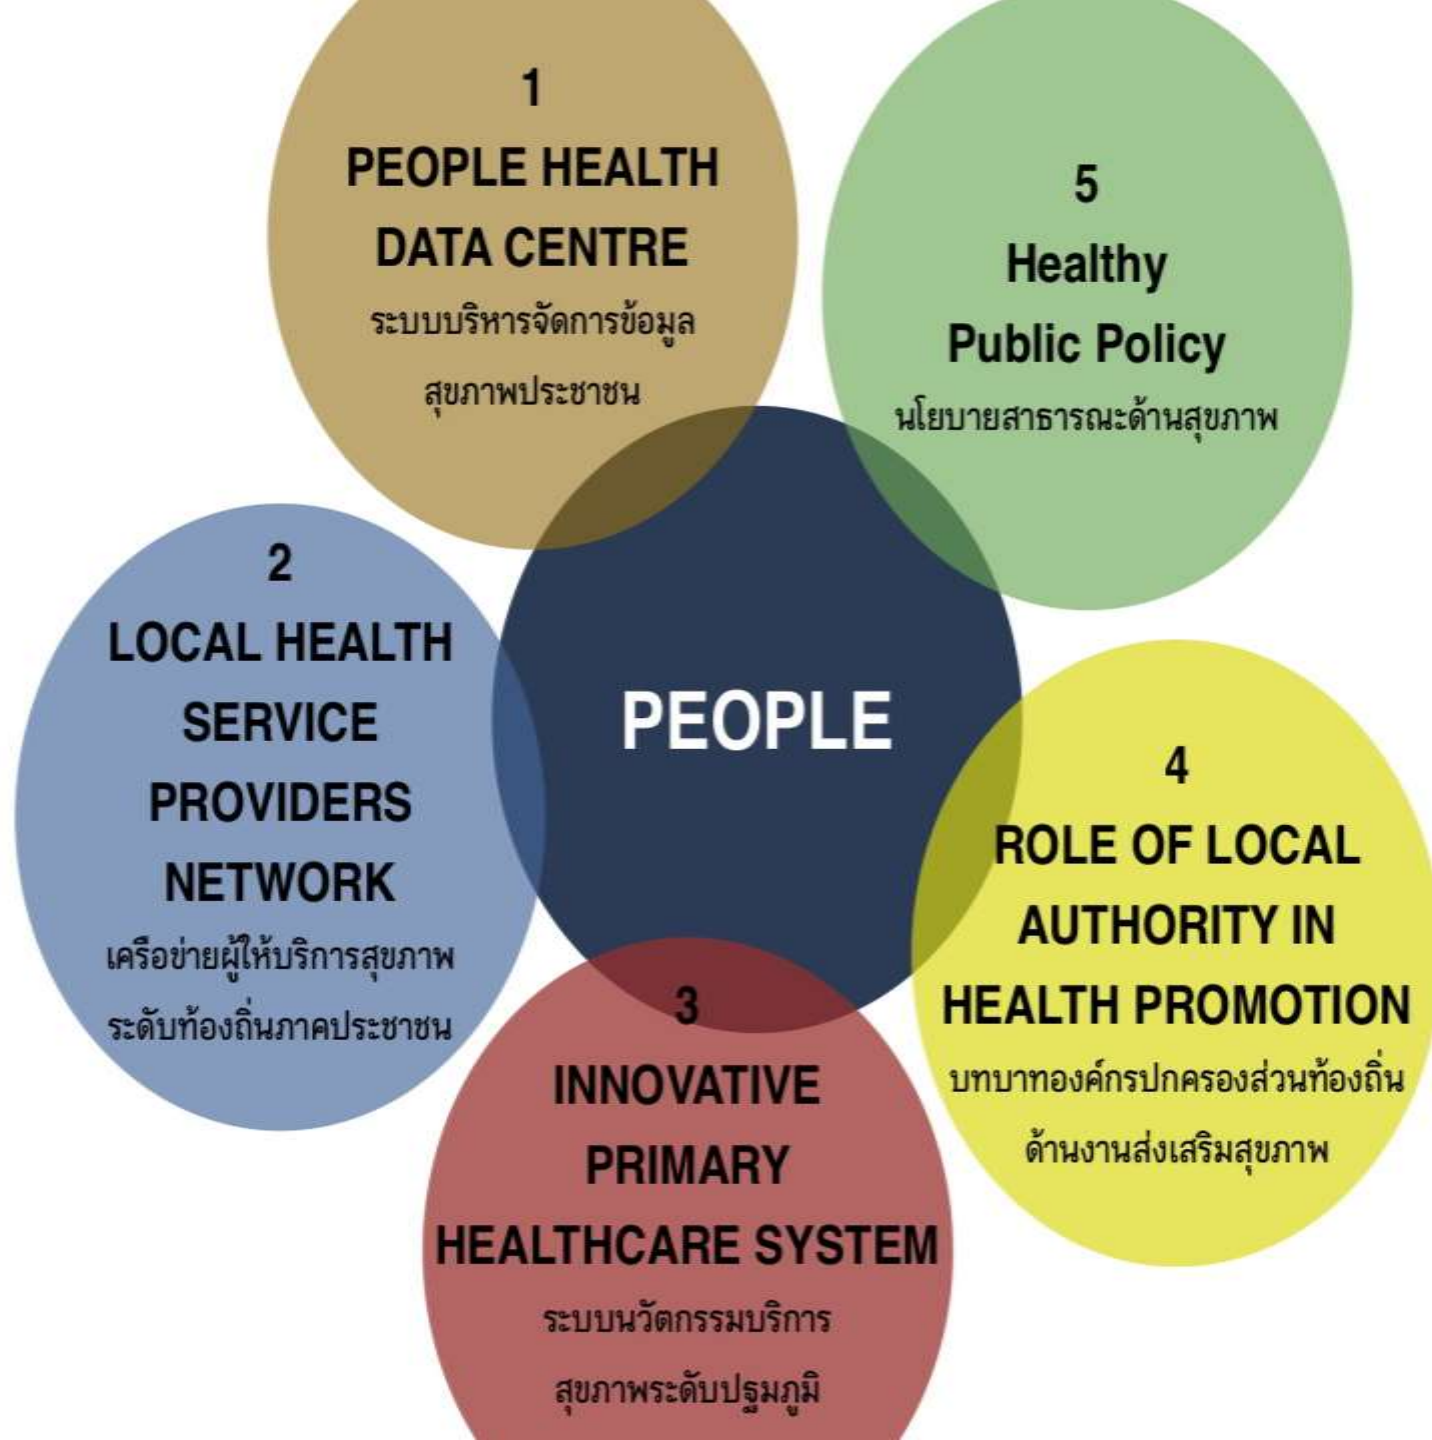 1
PEOPLE HEALTH
DATA CENTRE
ระบบบริหารจัดการข้อมูล
สุขภาพประชาชน
5
Healthy
Public Policy
นโยบายสาธารณะด้านสุขภาพ
2
LOCAL HEALTH
SERVICE
PROVIDERS
NETWORK
เครือข่ายผู้ให้บริการสุขภาพ
ระดับท้องถิ่นภาคประชาชน
PEOPLE
4
ROLE OF LOCAL
AUTHORITY IN
HEALTH PROMOTION
บทบาทองค์กรปกครองส่วนท้องถิ่น
ด้านงานส่งเสริมสุขภาพ
3
INNOVATIVE
PRIMARY
HEALTHCARE SYSTEM
ระบบนวัตกรรมบริการ
สุขภาพระดับปฐมภูมิ